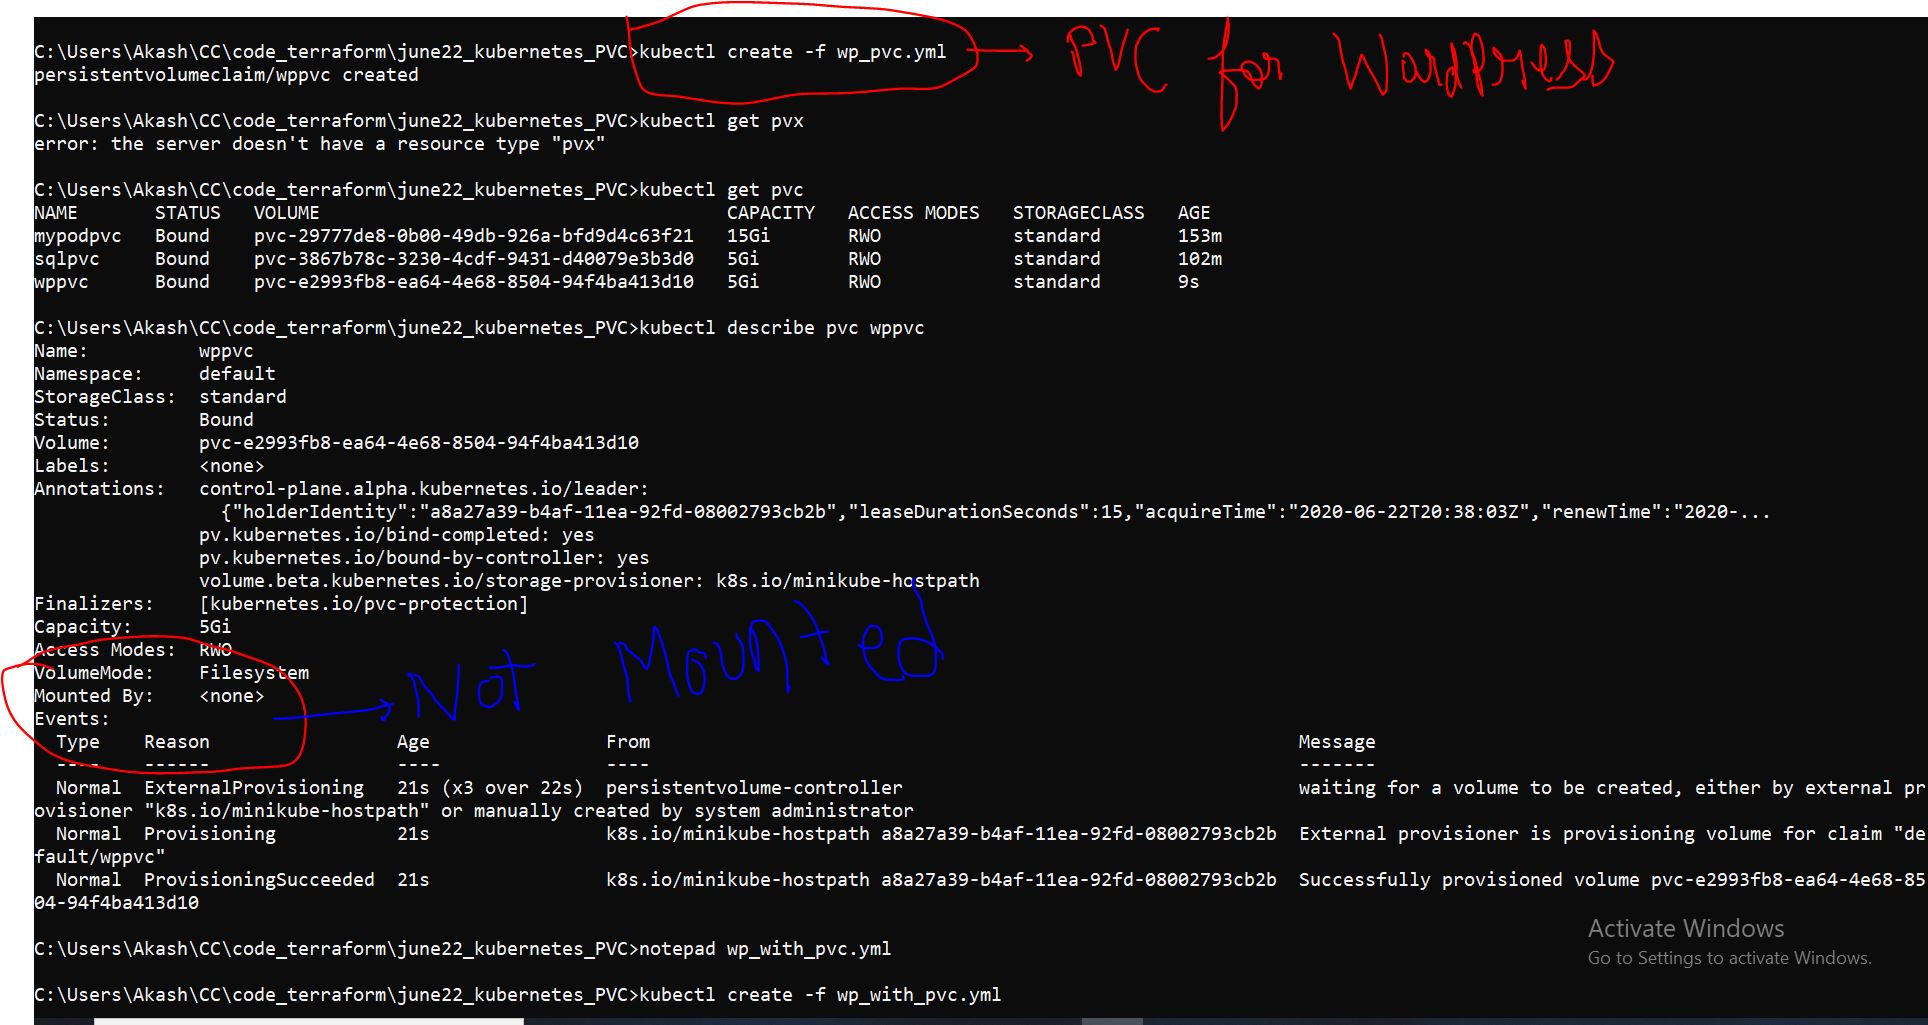 C:\Users\Akash\CC\code_terraform\june22_kubernetes_PVC>kubectl create -f wp_pvc.yml PVC for WordPress
persistentvolumeclaim/wppvc created
C:\Users\Akash\CC\code_terraform\june22_kubernetes_PVC>kubectl get pvx
error: the server doesn't have a resource type "pvx"
C:\Users\Akash\CC\code_terraform\june22_kubernetes_PVC>kubectl get pvc
NAME STATUS VOLUME CAPACITY ACCESS MODES STORAGECLASS AGE
mypodpvc Bound pvc-29777de8-0b00-49db-926a-bfd9d4c63f21 15Gi RWO standard 153m
sqlpvc Bound pvc-3867b78c-3230-4cdf-9431-d40079e3b3d0 5Gi RWO standard 102m
wppvc Bound pvc-e2993fb8-ea64-4e68-8504-94f4ba413d10 5Gi RWO standard 9s
C:\Users\Akash\CC\code_terraform\june22_kubernetes_PVC>kubectl describe pvc wppvc
Name: wppvc
Namespace: default
StorageClass: standard
Status: Bound
Volume: pvc-e2993fb8-ea64-4e68-8504-94f4ba413d10
Labels: <none>
Annotations: control-plane.alpha.kubernetes.io/leader:
{"holderIdentity":"a8a27a39-b4af-11ea-92fd-08002793cb2b","leaseDurationSeconds":15,"acquireTime":"2020-06-22T20:38:03Z","renewTime":"2020-...
pv.kubernetes.io/bind-completed: yes
pv.kubernetes.io/bound-by-controller: yes
volume.beta.kubernetes.io/storage-provisioner: k8s.io/minikube-hostpath
Finalizers: [kubernetes.io/pvc-protection]
Capacity: 5Gi
Access Modes: RWO
VolumeMode: Filesystem
Mounted By: <none> Not Mounted
Events:
Type Reason Age From Message
---- ------ ---- ---- -------
Normal ExternalProvisioning 21s (x3 over 22s) persistentvolume-controller waiting for a volume to be created, either by external pr
ovisioner "k8s.io/minikube-hostpath" or manually created by system administrator
Normal Provisioning 21s k8s.io/minikube-hostpath a8a27a39-b4af-11ea-92fd-08002793cb2b External provisioner is provisioning volume for claim "de
fault/wppvc"
Normal ProvisioningSucceeded 21s k8s.io/minikube-hostpath a8a27a39-b4af-11ea-92fd-08002793cb2b Successfully provisioned volume pvc-e2993fb8-ea64-4e68-85
04-94f4ba413d10
C:\Users\Akash\CC\code_terraform\june22_kubernetes_PVC>notepad wp_with_pvc.yml
C:\Users\Akash\CC\code_terraform\june22_kubernetes_PVC>kubectl create -f wp_with_pvc.yml
Activate Windows
Go to Settings to activate Windows.